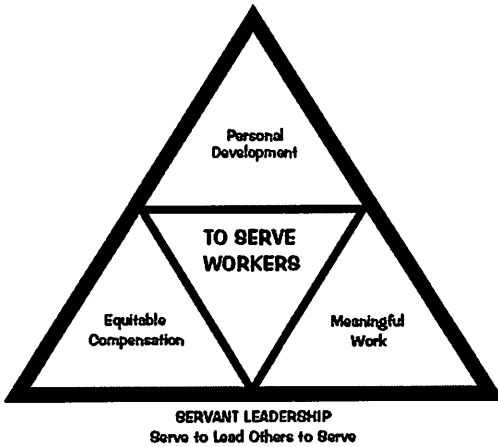 Personal
Development
TO SERVE
WORKERS
Equitable
Compensation
Meaningful
Work
SERVANT LEADERSHIP
Serve to Lead Others to Serve